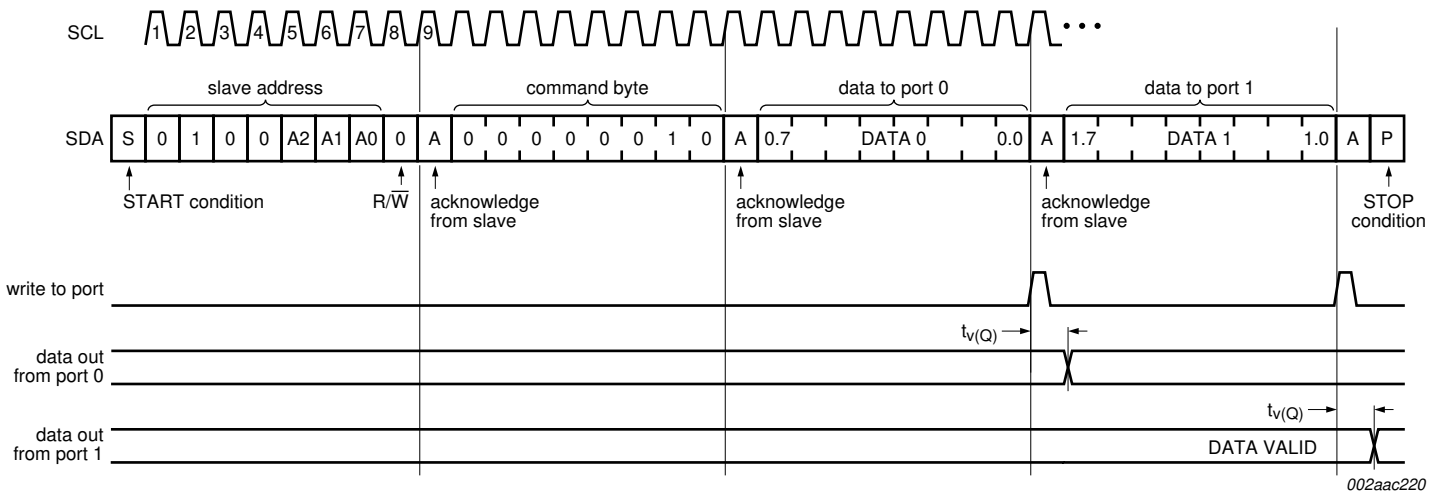 SCL 1 2 3 4 5 6 7 8 9 • • •
slave address command byte data to port 0 data to port 1
SDA S 0 1 0 0 A2 A1 A0 0 A 0 0 0 0 0 0 1 0 A 0.7 DATA 0 0.0 A 1.7 DATA 1 1.0 A P
START condition R/W̅ acknowledge acknowledge acknowledge STOP
from slave from slave from slave condition
write to port
tv(Q)
data out
from port 0
tv(Q)
data out
from port 1 DATA VALID
002aac220